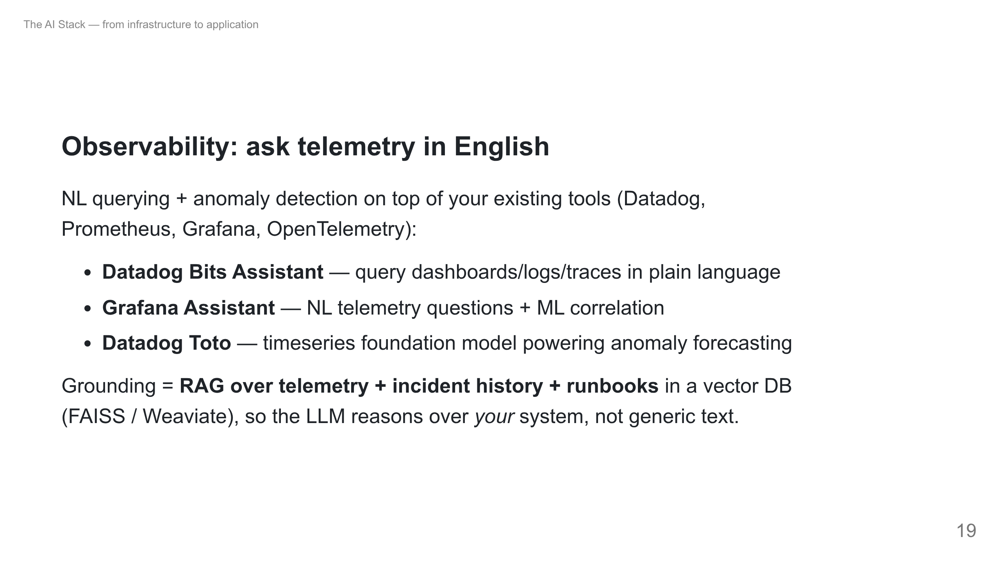 The AI Stack — from infrastructure to application
Observability: ask telemetry in English
NL querying + anomaly detection on top of your existing tools (Datadog,
Prometheus, Grafana, OpenTelemetry):
• Datadog Bits Assistant — query dashboards/logs/traces in plain language
• Grafana Assistant — NL telemetry questions + ML correlation
• Datadog Toto — timeseries foundation model powering anomaly forecasting
Grounding = RAG over telemetry + incident history + runbooks in a vector DB
(FAISS / Weaviate), so the LLM reasons over your system, not generic text.
19